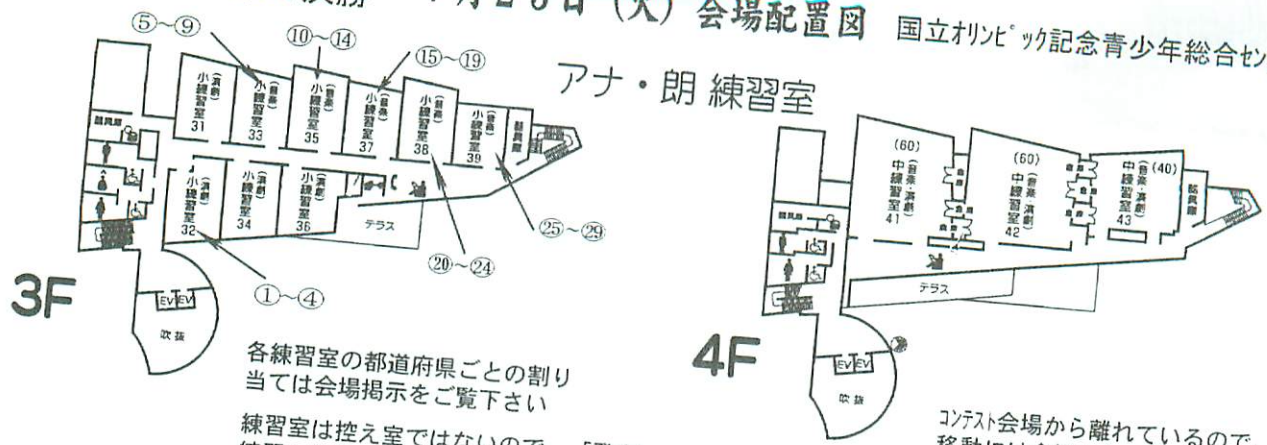 日（火）会場配置図　国立オリンピック記念青少年総合セン
アナ・朗 練習室
⑤～⑨
⑩～⑭
⑮～⑲
(演劇)
小練習室
31
(音楽)
小練習室
33
(音楽)
小練習室
35
(音楽)
小練習室
37
(音楽)
小練習室
38
(音楽)
小練習室
39
(演劇)
小練習室
32
(演劇)
小練習室
34
(演劇)
小練習室
36
テラス
⑳～㉔
㉕～㉙
①～④
3F
EV EV
吹抜
各練習室の都道府県ごとの割り
当ては会場掲示をご覧下さい
練習室は控え室ではないので
(60)
(音楽・演劇)
中練習室
41
(60)
(音楽・演劇)
中練習室
42
(40)
(音楽・演劇)
中練習室
43
テラス
4F
EV EV
吹抜
コンテスト会場から離れているので